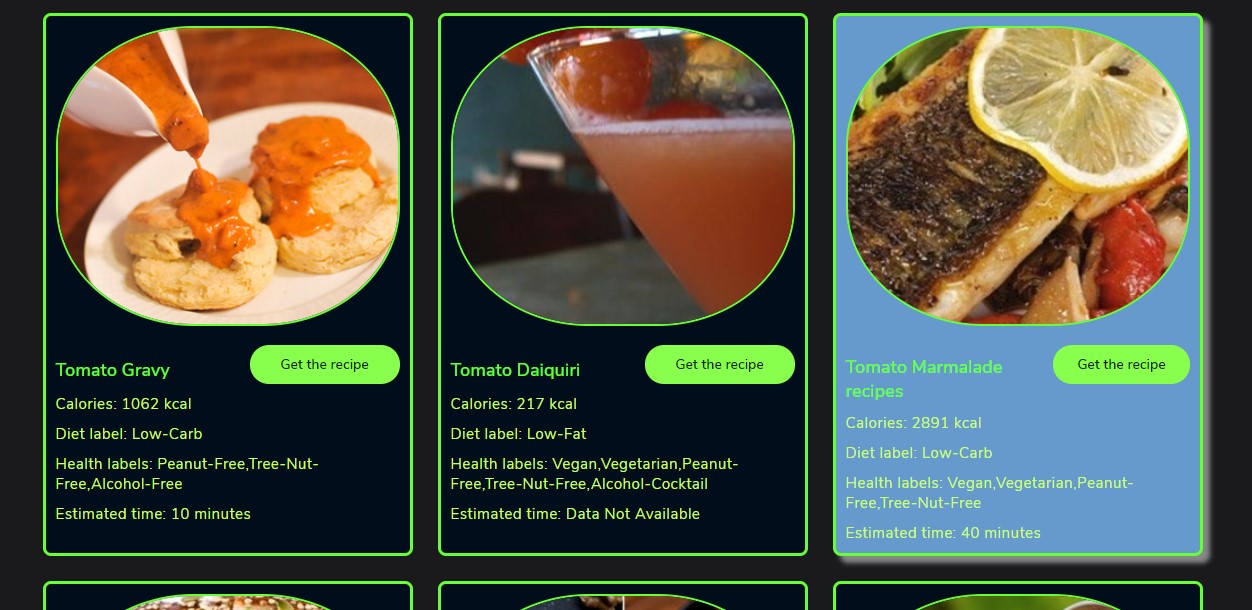 Tomato Gravy
Get the recipe
Calories: 1062 kcal
Diet label: Low-Carb
Health labels: Peanut-Free,Tree-Nut-
Free,Alcohol-Free
Estimated time: 10 minutes
Tomato Daiquiri
Get the recipe
Calories: 217 kcal
Diet label: Low-Fat
Health labels: Vegan,Vegetarian,Peanut-
Free,Tree-Nut-Free,Alcohol-Cocktail
Estimated time: Data Not Available
Tomato Marmalade
recipes
Get the recipe
Calories: 2891 kcal
Diet label: Low-Carb
Health labels: Vegan,Vegetarian,Peanut-
Free,Tree-Nut-Free
Estimated time: 40 minutes